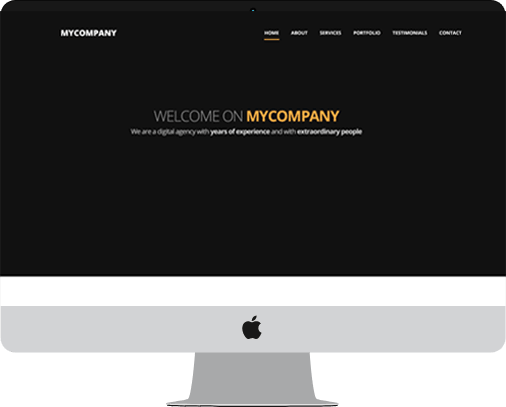 MYCOMPANY
HOME ABOUT SERVICES PORTFOLIO TESTIMONIALS CONTACT
WELCOME ON MYCOMPANY
We are a digital agency with years of experience and with extraordinary people